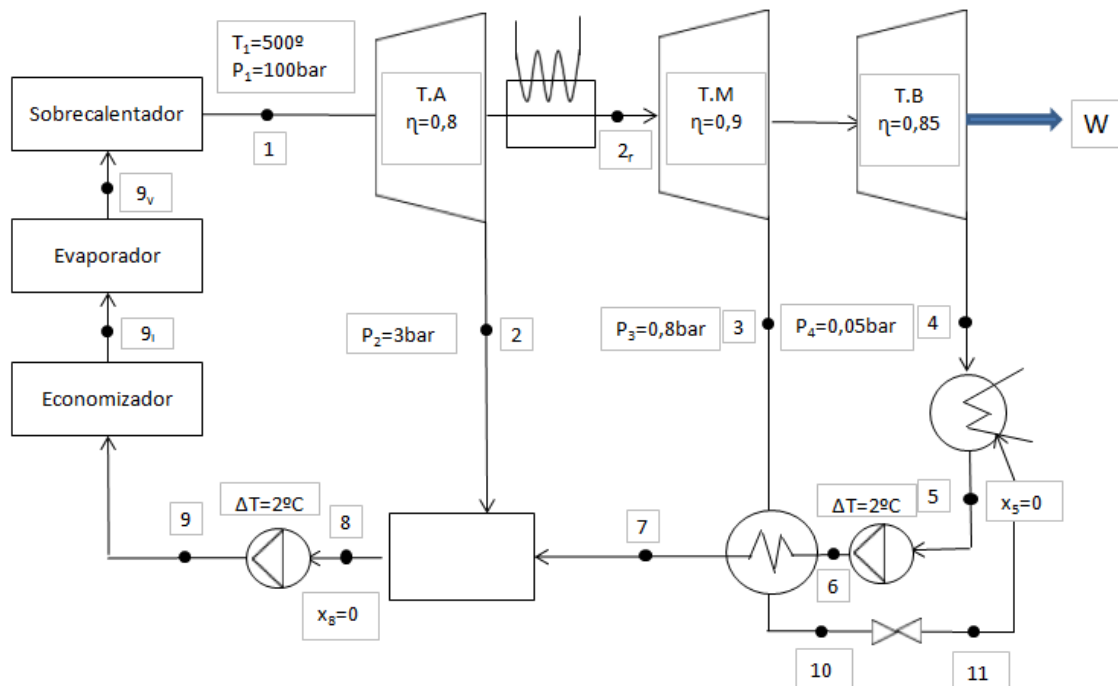 T₁=500º
P₁=100bar
Sobrecalentador
1
T.A
η=0,8
2ᵣ
T.M
η=0,9
T.B
η=0,85
W
9ᵥ
Evaporador
9ₗ
P₂=3bar
2
P₃=0,8bar
3
P₄=0,05bar
4
Economizador
9
ΔT=2ºC
8
x₈=0
7
ΔT=2ºC
5
x₅=0
6
10
11